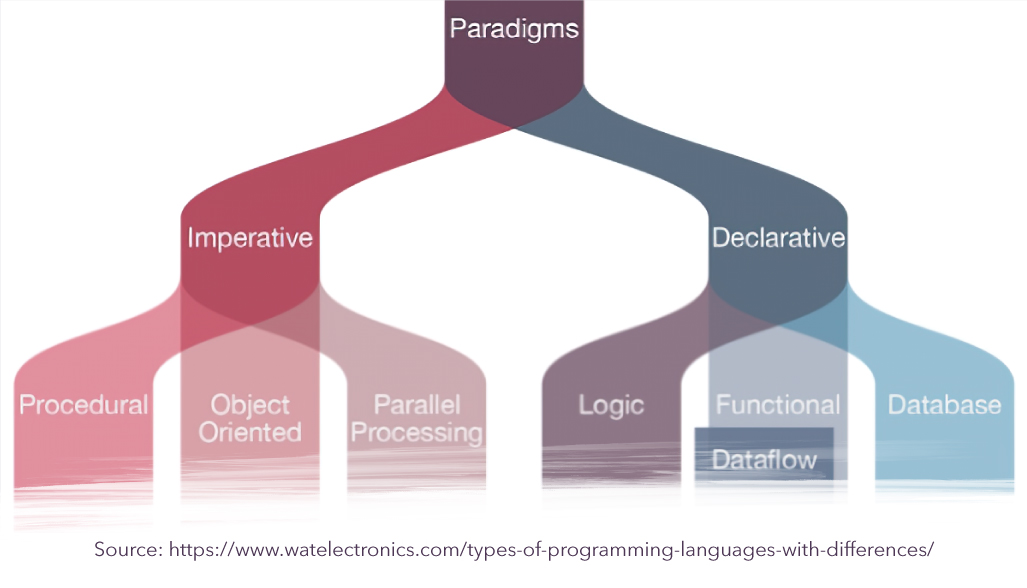 Paradigms
Imperative
Declarative
Procedural
Object
Oriented
Parallel
Processing
Logic
Functional
Dataflow
Database
Source: https://www.watelectronics.com/types-of-programming-languages-with-differences/